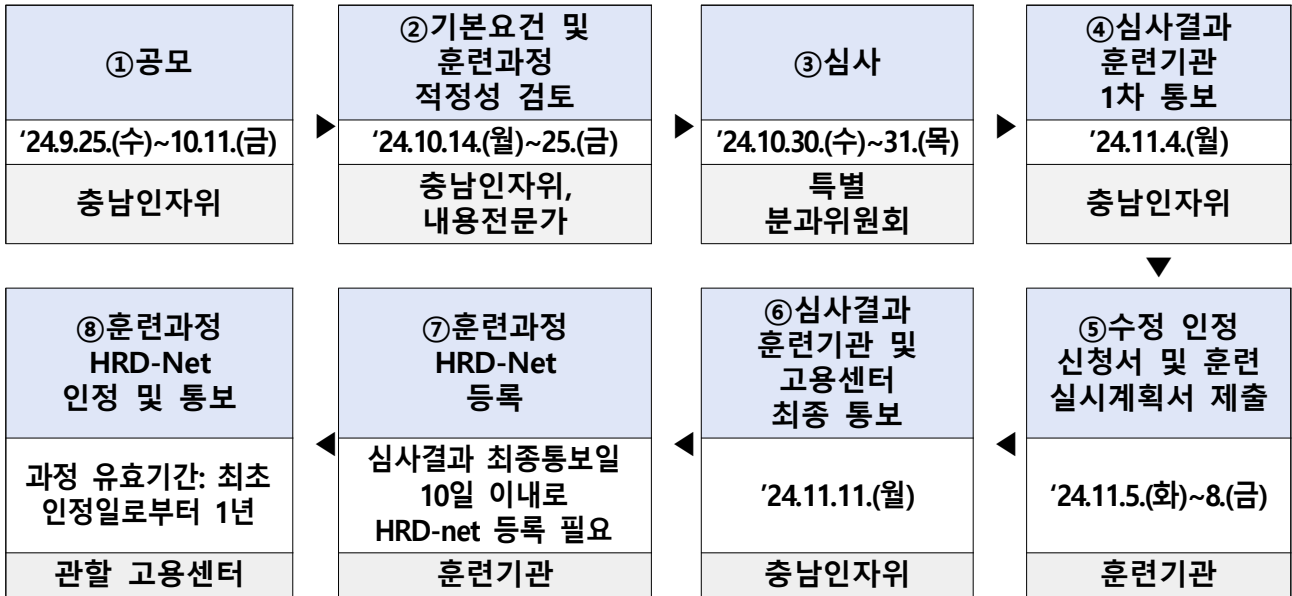 ①공모
'24.9.25.(수)~10.11.(금)
충남인자위
▶
②기본요건 및
훈련과정
적정성 검토
'24.10.14.(월)~25.(금)
충남인자위,
내용전문가
▶
③심사
'24.10.30.(수)~31.(목)
특별
분과위원회
▶
④심사결과
훈련기관
1차 통보
'24.11.4.(월)
충남인자위
▼
⑤수정 인정
신청서 및 훈련
실시계획서 제출
'24.11.5.(화)~8.(금)
훈련기관
◀
⑥심사결과
훈련기관 및
고용센터
최종 통보
'24.11.11.(월)
충남인자위
◀
⑦훈련과정
HRD-Net
등록
심사결과 최종통보일
10일 이내로
HRD-net 등록 필요
훈련기관
◀
⑧훈련과정
HRD-Net
인정 및 통보
과정 유효기간: 최초
인정일로부터 1년
관할 고용센터